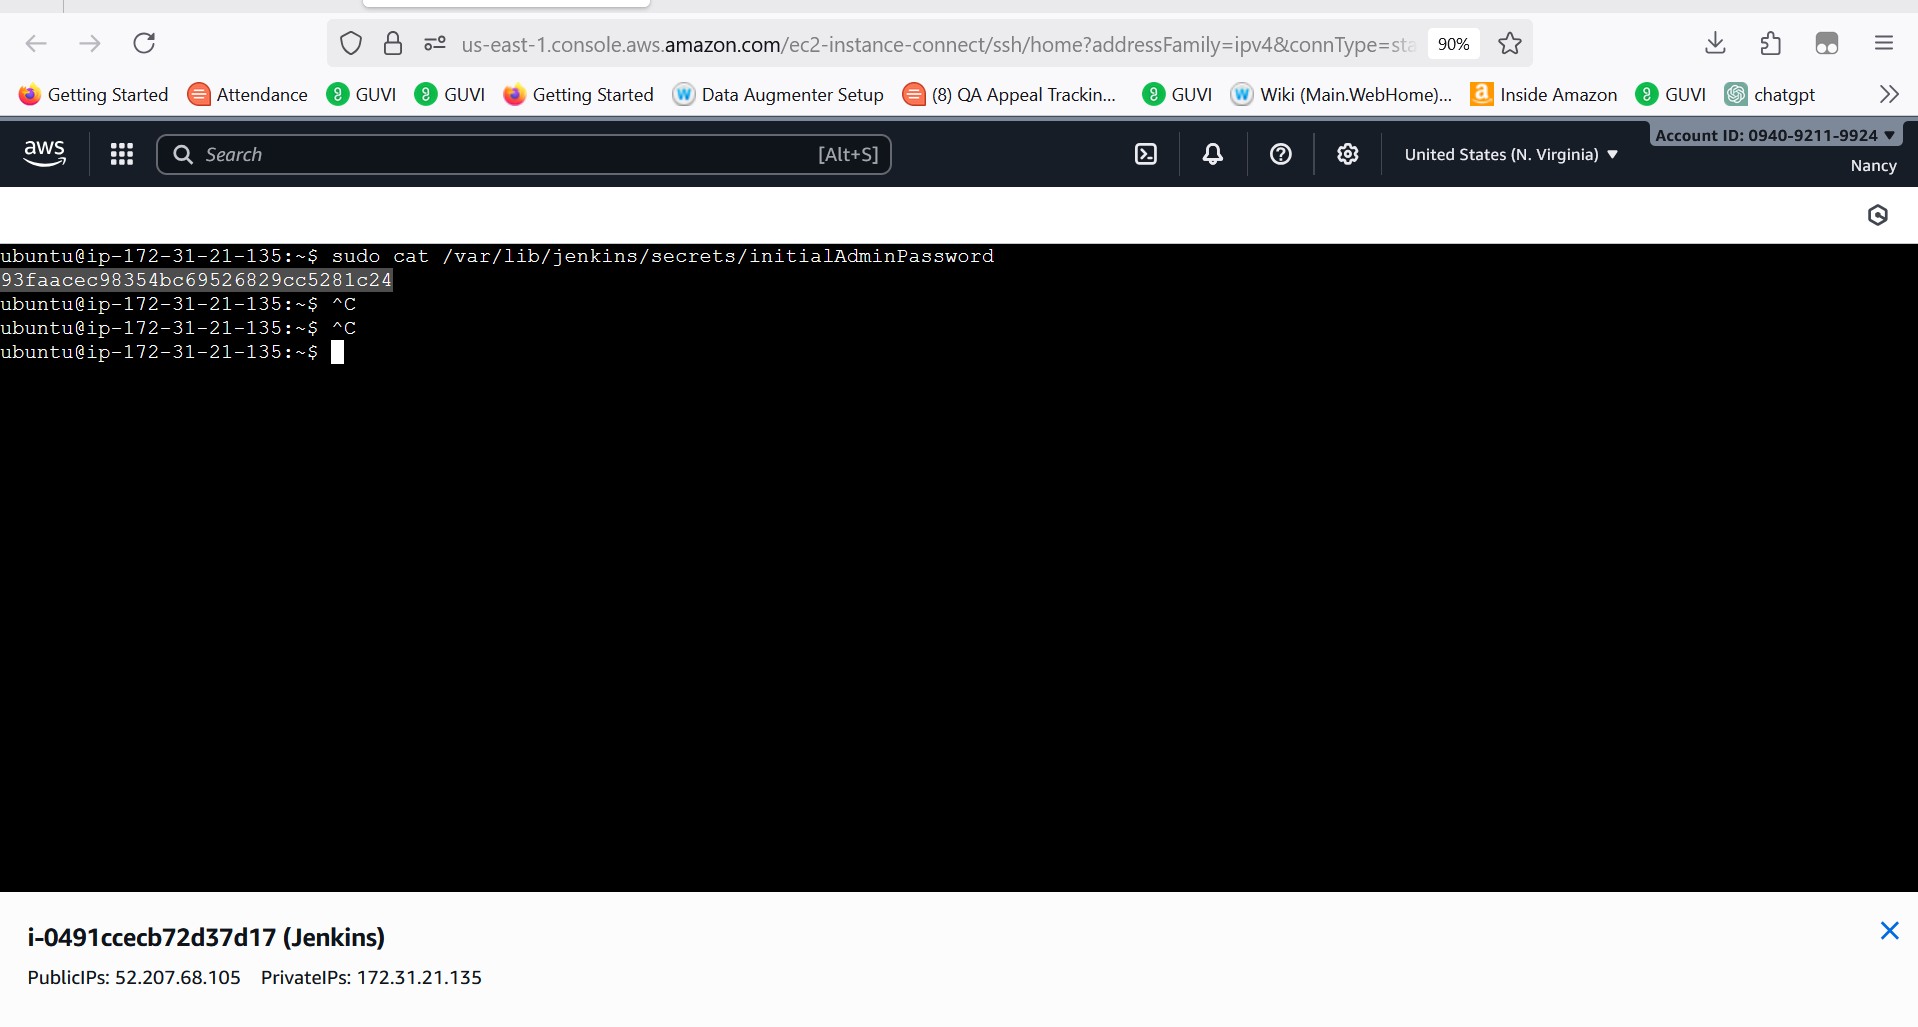 us-east-1.console.aws.amazon.com/ec2-instance-connect/ssh/home?addressFamily=ipv4&connType=sta
90%
Getting Started
Attendance
GUVI
GUVI
Getting Started
Data Augmenter Setup
(8) QA Appeal Trackin...
GUVI
Wiki (Main.WebHome)...
Inside Amazon
GUVI
chatgpt
aws
Search
[Alt+S]
United States (N. Virginia)
Account ID: 0940-9211-9924
Nancy
ubuntu@ip-172-31-21-135:~$ sudo cat /var/lib/jenkins/secrets/initialAdminPassword
93faacec98354bc69526829cc5281c24
ubuntu@ip-172-31-21-135:~$ ^C
ubuntu@ip-172-31-21-135:~$ ^C
ubuntu@ip-172-31-21-135:~$
i-0491ccecb72d37d17 (Jenkins)
PublicIPs: 52.207.68.105 PrivateIPs: 172.31.21.135